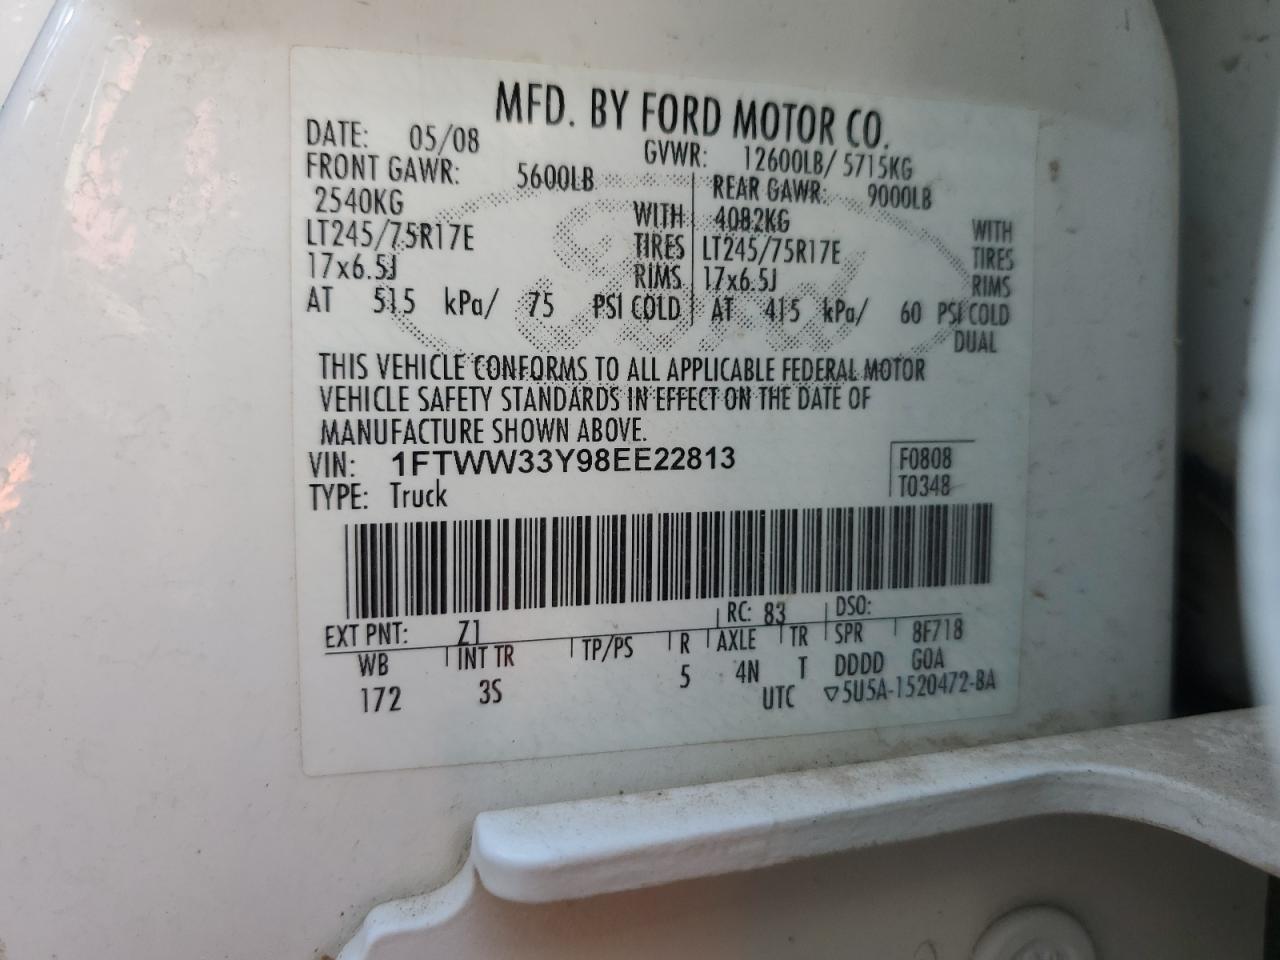 MFD. BY FORD MOTOR CO.
DATE: 05/08 GVWR: 12600LB/ 5715KG
FRONT GAWR: 5600LB REAR GAWR: 9000LB
2540KG WITH 4082KG WITH
LT245/75R17E TIRES LT245/75R17E TIRES
17x6.5J RIMS 17x6.5J RIMS
AT 515 kPa/ 75 PSI COLD AT 415 kPa/ 60 PSI COLD
DUAL
THIS VEHICLE CONFORMS TO ALL APPLICABLE FEDERAL MOTOR
VEHICLE SAFETY STANDARDS IN EFFECT ON THE DATE OF
MANUFACTURE SHOWN ABOVE.
VIN: 1FTWW33Y98EE22813 F0808
TYPE: Truck T0348
EXT PNT: Z1 RC: 83 DSO:
WB INT TR TP/PS R AXLE TR SPR 8F718
172 3S 5 4N T DDDD GOA
UTC ▽5U5A-1520472-BA